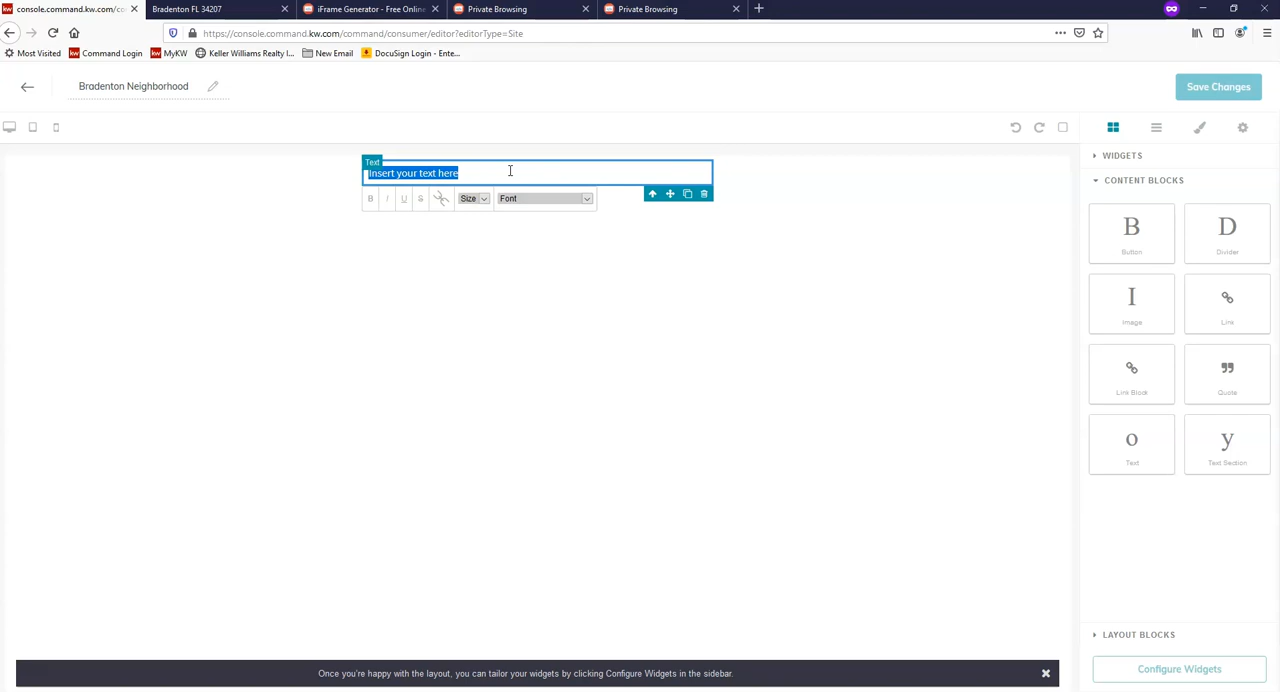 console.command.kw.com/co
Bradenton FL 34207
iFrame Generator - Free Online
Private Browsing
Private Browsing
https://console.command.kw.com/command/consumer/editor?editorType=Site
Most Visited
kw Command Login
kw MyKW
Keller Williams Realty I...
New Email
DocuSign Login - Ente...
Bradenton Neighborhood
Save Changes
Text
Insert your text here
B I U S Size Font
WIDGETS
CONTENT BLOCKS
B D
Button Divider
I
Image Link
Link Block Quote
o y
Text Text Section
LAYOUT BLOCKS
Once you're happy with the layout, you can tailor your widgets by clicking Configure Widgets in the sidebar.
Configure Widgets